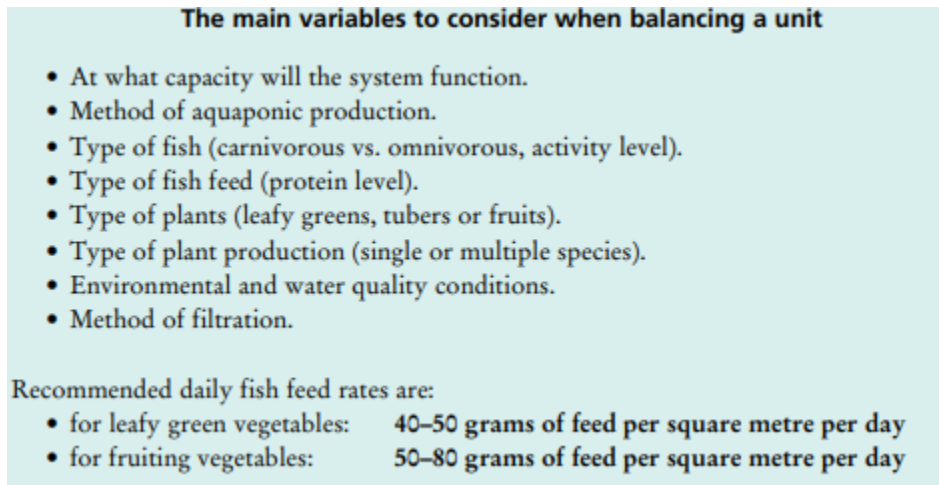 The main variables to consider when balancing a unit
• At what capacity will the system function.
• Method of aquaponic production.
• Type of fish (carnivorous vs. omnivorous, activity level).
• Type of fish feed (protein level).
• Type of plants (leafy greens, tubers or fruits).
• Type of plant production (single or multiple species).
• Environmental and water quality conditions.
• Method of filtration.
Recommended daily fish feed rates are:
• for leafy green vegetables: 40–50 grams of feed per square metre per day
• for fruiting vegetables: 50–80 grams of feed per square metre per day